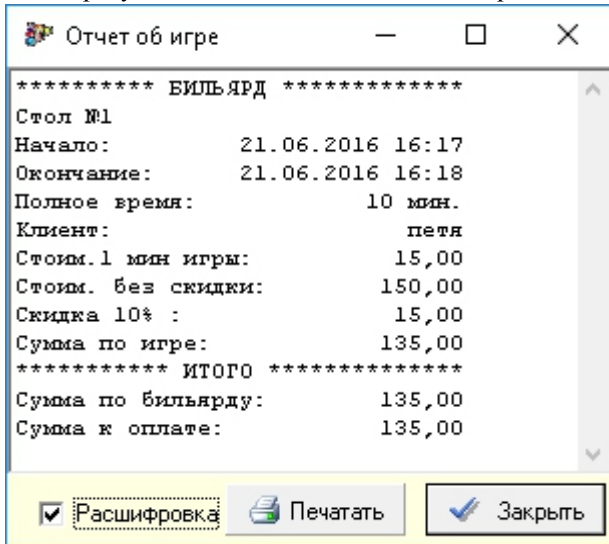 Отчет об игре
********** БИЛЬЯРД *************
Стол №1
Начало: 21.06.2016 16:17
Окончание: 21.06.2016 16:18
Полное время: 10 мин.
Клиент: петя
Стоим.1 мин игры: 15,00
Стоим. без скидки: 150,00
Скидка 10% : 15,00
Сумма по игре: 135,00
*********** ИТОГО **************
Сумма по бильярду: 135,00
Сумма к оплате: 135,00
Расшифровка Печатать Закрыть